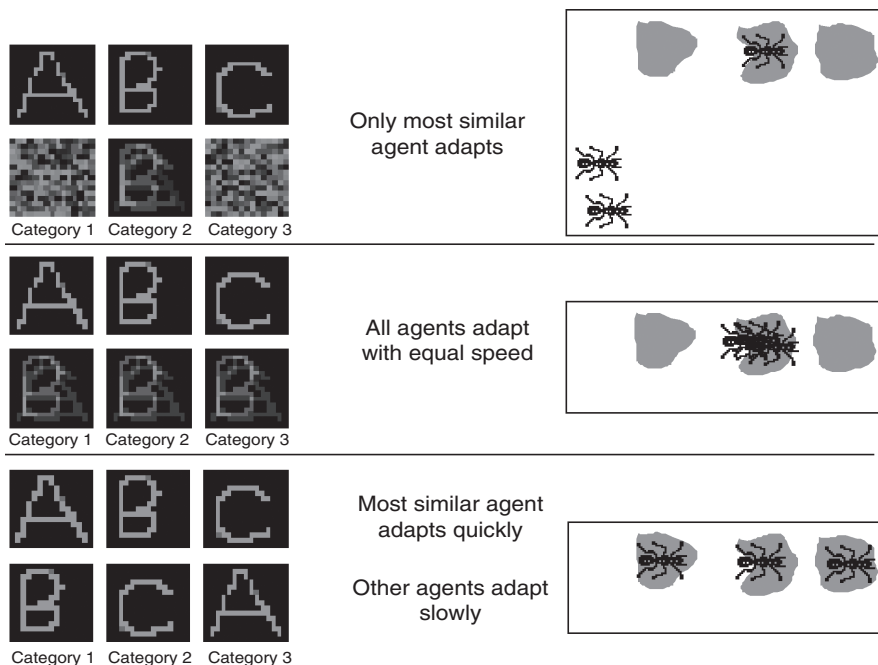 A B C
Only most similar
agent adapts
Category 1 Category 2 Category 3
A B C
All agents adapt
with equal speed
Category 1 Category 2 Category 3
A B C
Most similar agent
adapts quickly
B C A
Other agents adapt
slowly
Category 1 Category 2 Category 3